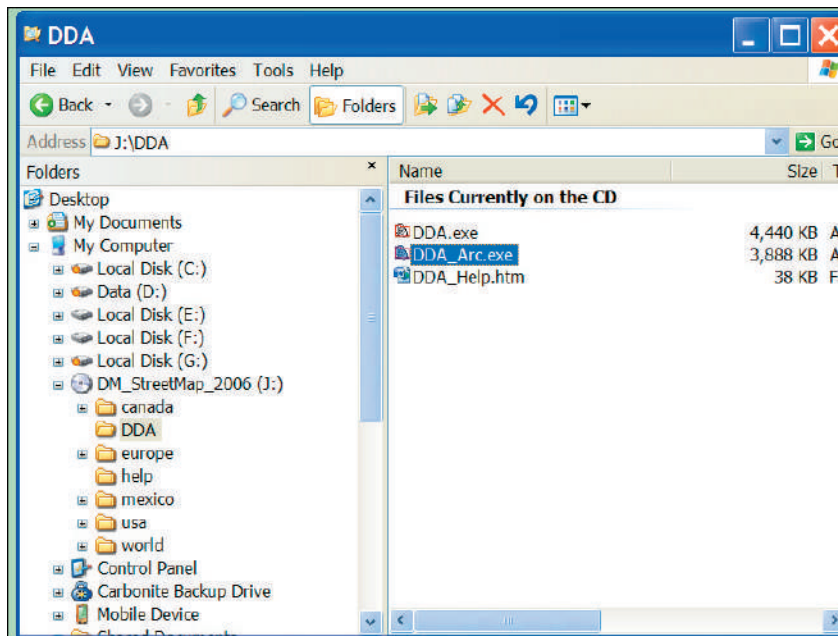 DDA
File Edit View Favorites Tools Help
Back Search Folders
Address J:\DDA Go
Folders × Name Size T
Desktop
My Documents
My Computer
Local Disk (C:)
Data (D:)
Local Disk (E:)
Local Disk (F:)
Local Disk (G:)
DM_StreetMap_2006 (J:)
canada
DDA
europe
help
mexico
usa
world
Control Panel
Carbonite Backup Drive
Mobile Device
Shared Documents
Files Currently on the CD
DDA.exe 4,440 KB A
DDA_Arc.exe 3,888 KB A
DDA_Help.htm 38 KB F